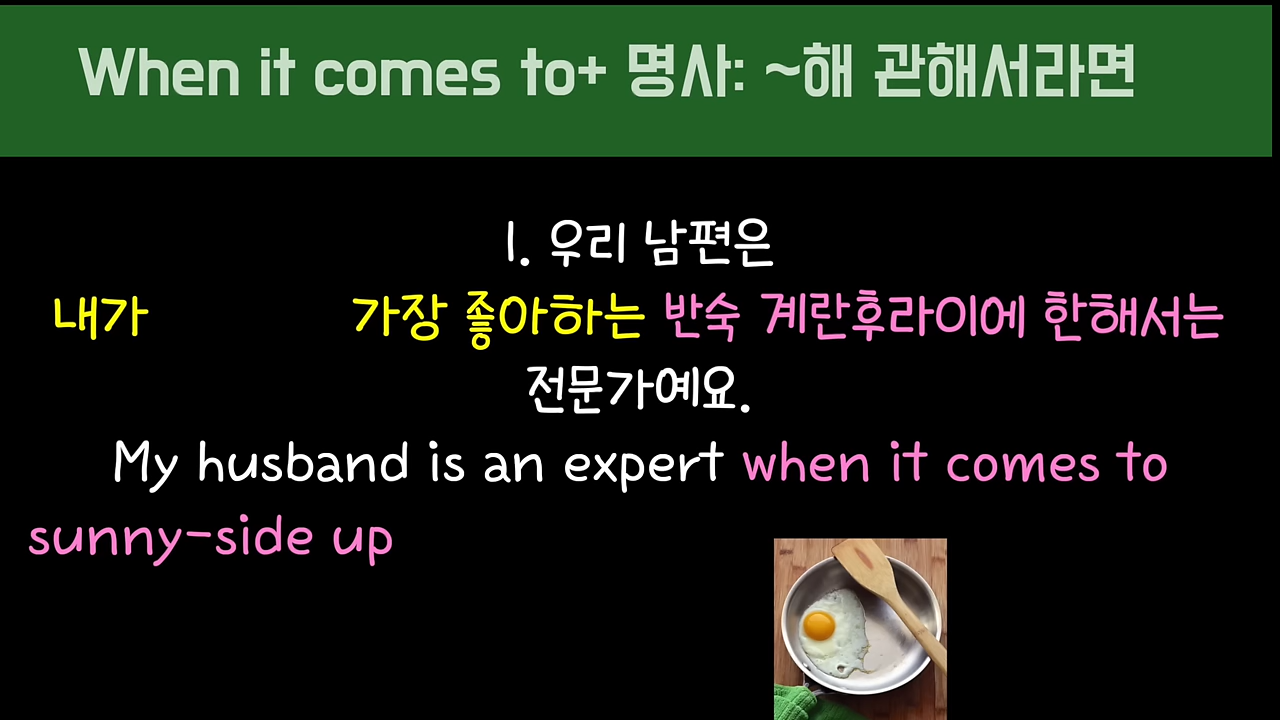 When it comes to+ 명사: ~해 관해서라면
1. 우리 남편은
내가 가장 좋아하는 반숙 계란후라이에 한해서는
전문가예요.
My husband is an expert when it comes to
sunny-side up